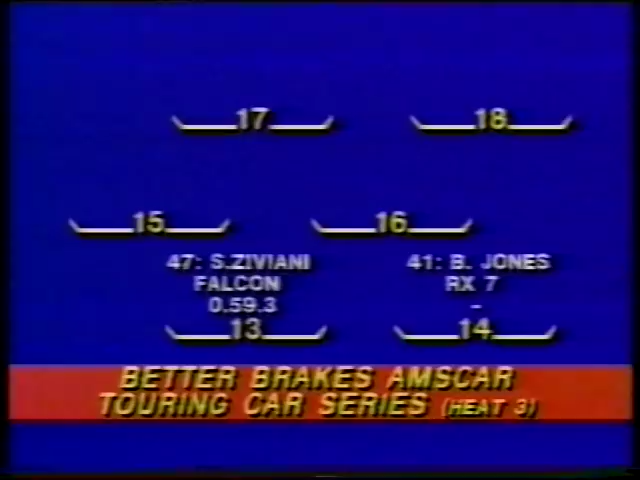 17 18
15 16
47: S.ZIVIANI 41: B. JONES
FALCON RX 7
0.59.3 -
13 14
BETTER BRAKES AMSCAR
TOURING CAR SERIES (HEAT 3)